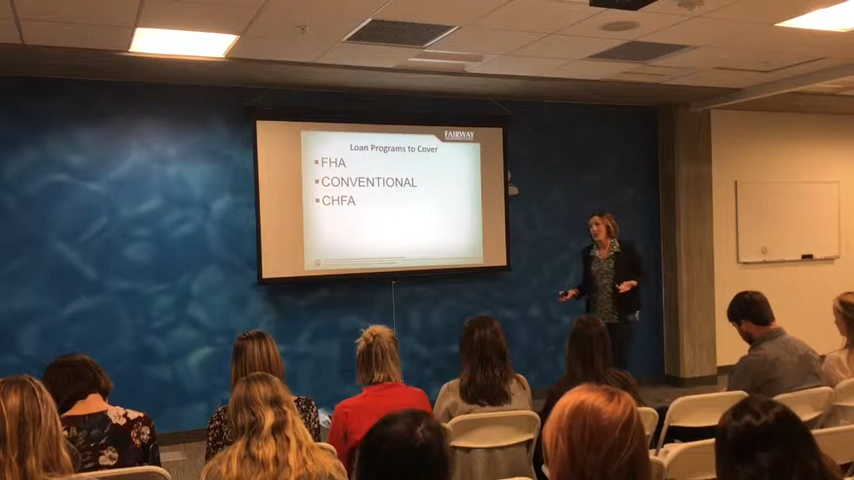 FAIRWAY
Loan Programs to Cover
FHA
CONVENTIONAL
CHFA